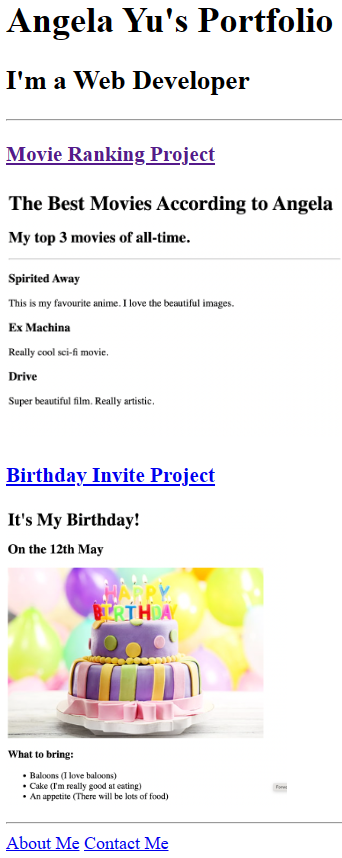 Angela Yu's Portfolio
I'm a Web Developer
Movie Ranking Project
The Best Movies According to Angela
My top 3 movies of all-time.
Spirited Away
This is my favourite anime. I love the beautiful images.
Ex Machina
Really cool sci-fi movie.
Drive
Super beautiful film. Really artistic.
Birthday Invite Project
It's My Birthday!
On the 12th May
HAPPY
BIRTHDAY
What to bring:
• Baloons (I love baloons)
• Cake (I'm really good at eating)
• An appetite (There will be lots of food)
About Me Contact Me